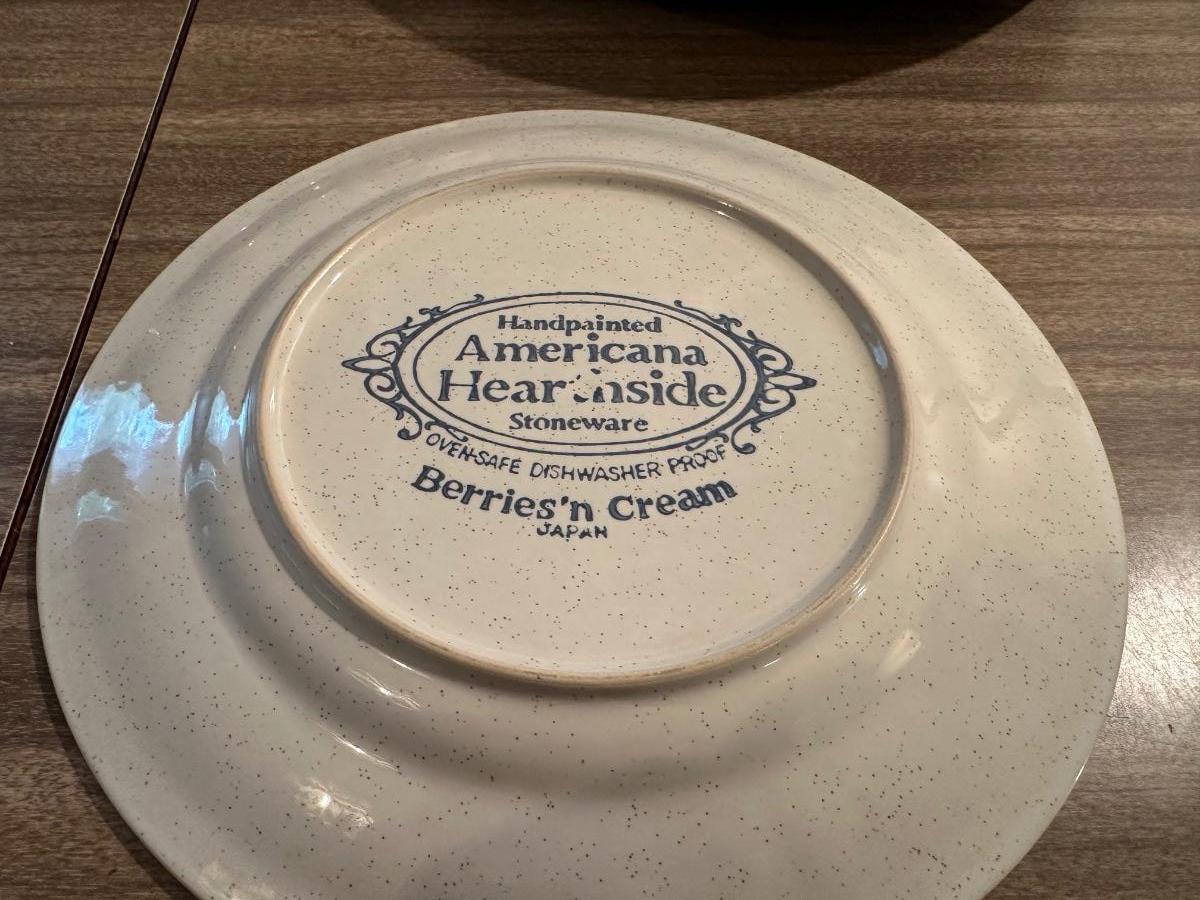 Handpainted
Americana
Hearthside
Stoneware
OVEN-SAFE DISHWASHER PROOF
Berries'n Cream
JAPAN